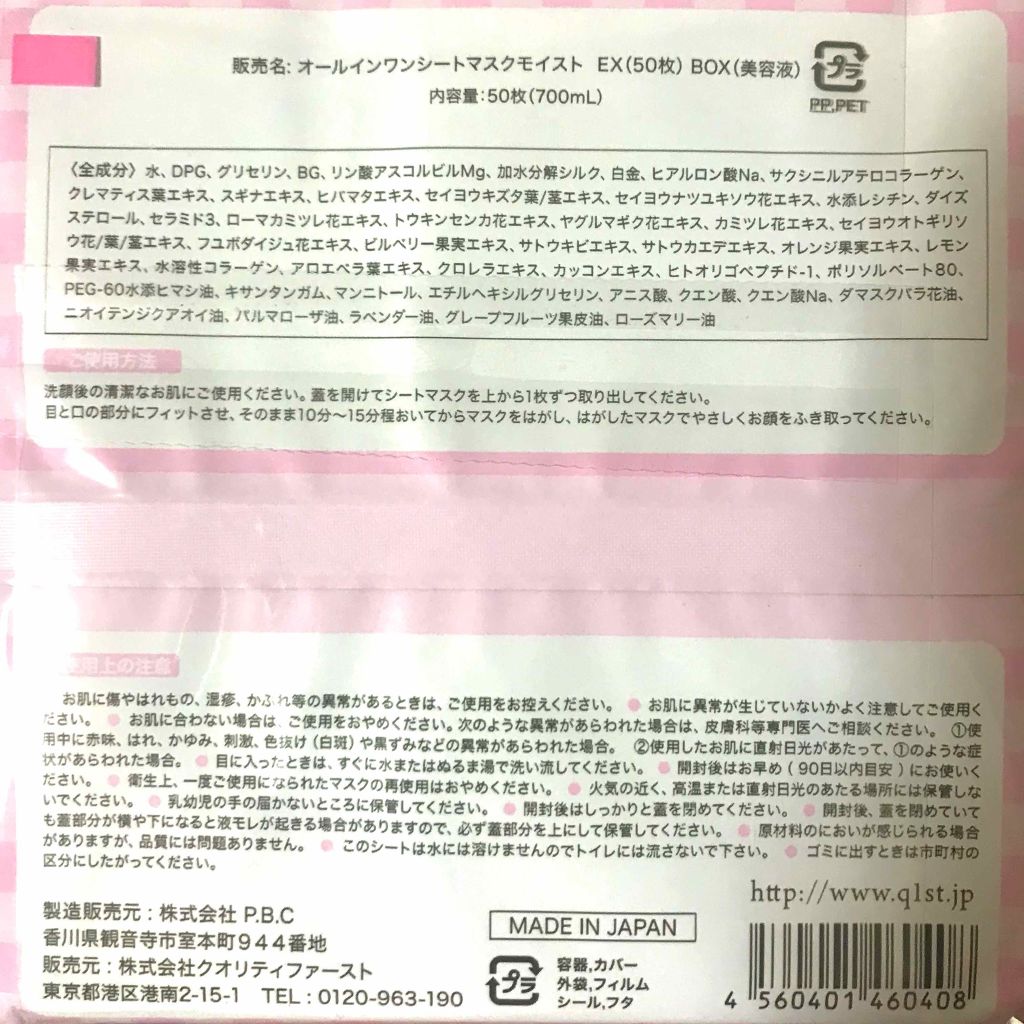 販売名: オールインワンシートマスクモイスト EX(50枚) BOX(美容液)
プラ
PP,PET
内容量:50枚(700mL)
〈全成分〉水、DPG、グリセリン、BG、リン酸アスコルビルMg、加水分解シルク、白金、ヒアルロン酸Na、サクシニルアテロコラーゲン、
クレマティス葉エキス、スギナエキス、ヒバマタエキス、セイヨウキズタ葉/茎エキス、セイヨウナツユキソウ花エキス、水添レシチン、ダイズ
ステロール、セラミド3、ローマカミツレ花エキス、トウキンセンカ花エキス、ヤグルマギク花エキス、カミツレ花エキス、セイヨウオトギリソ
ウ花/葉/茎エキス、フユボダイジュ花エキス、ビルベリー果実エキス、サトウキビエキス、サトウカエデエキス、オレンジ果実エキス、レモン
果実エキス、水溶性コラーゲン、アロエベラ葉エキス、クロレラエキス、カッコンエキス、ヒトオリゴペプチド-1、ポリソルベート80、
PEG-60水添ヒマシ油、キサンタンガム、マンニトール、エチルヘキシルグリセリン、アニス酸、クエン酸、クエン酸Na、ダマスクバラ花油、
ニオイテンジクアオイ油、パルマローザ油、ラベンダー油、グレープフルーツ果皮油、ローズマリー油
ご使用方法
洗顔後の清潔なお肌にご使用ください。蓋を開けてシートマスクを上から1枚ずつ取り出してください。
目と口の部分にフィットさせ、そのまま10分〜15分程おいてからマスクをはがし、はがしたマスクでやさしくお顔をふき取ってください。
使用上の注意
お肌に傷やはれもの、湿疹、かぶれ等の異常があるときは、ご使用をお控えください。 ● お肌に異常が生じていないかよく注意してご使用く
ださい。 ● お肌に合わない場合は、ご使用をおやめください。次のような異常があらわれた場合は、皮膚科等専門医へご相談ください。 ①使
用中に赤味、はれ、かゆみ、刺激、色抜け(白斑)や黒ずみなどの異常があらわれた場合。 ②使用したお肌に直射日光があたって、①のような症
状があらわれた場合。 ● 目に入ったときは、すぐに水またはぬるま湯で洗い流してください。 ● 開封後はお早め(90日以内目安)にお使いく
ださい。 ● 衛生上、一度ご使用になられたマスクの再使用はおやめください。 ● 火気の近く、高温または直射日光のあたる場所には保管しな
いでください。 ● 乳幼児の手の届かないところに保管してください。 ● 開封後はしっかりと蓋を閉めてください。 ● 開封後、蓋を閉めていて
も蓋部分が横や下になると液モレが起きる場合がありますので、必ず蓋部分を上にして保管してください。 ● 原材料のにおいが感じられる場合
がありますが、品質には問題ありません。 ● このシートは水には溶けませんのでトイレには流さないで下さい。 ● ゴミに出すときは市町村の
区分にしたがってください。
http://www.q1st.jp
製造販売元:株式会社 P.B.C
香川県観音寺市室本町944番地
販売元:株式会社クオリティファースト
東京都港区港南2-15-1 TEL:0120-963-190
MADE IN JAPAN
プラ
容器,カバー
外袋,フィルム
シール,フタ
4 560401 460408